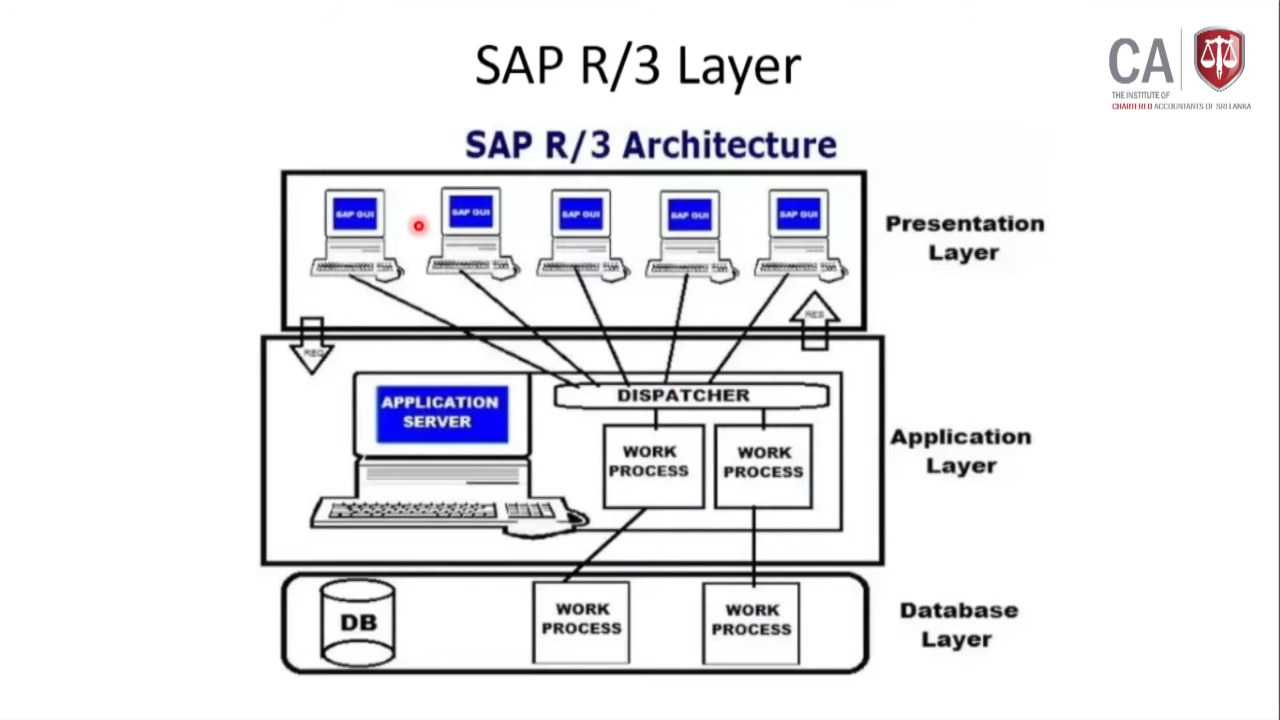 SAP R/3 Layer
CA
THE INSTITUTE OF
CHARTERED ACCOUNTANTS OF SRI LANKA
SAP R/3 Architecture
SAP GUI
SAP GUI
SAP GUI
SAP GUI
SAP GUI
Presentation
Layer
REQ
RES
APPLICATION
SERVER
DISPATCHER
WORK
PROCESS
WORK
PROCESS
Application
Layer
DB
WORK
PROCESS
WORK
PROCESS
Database
Layer